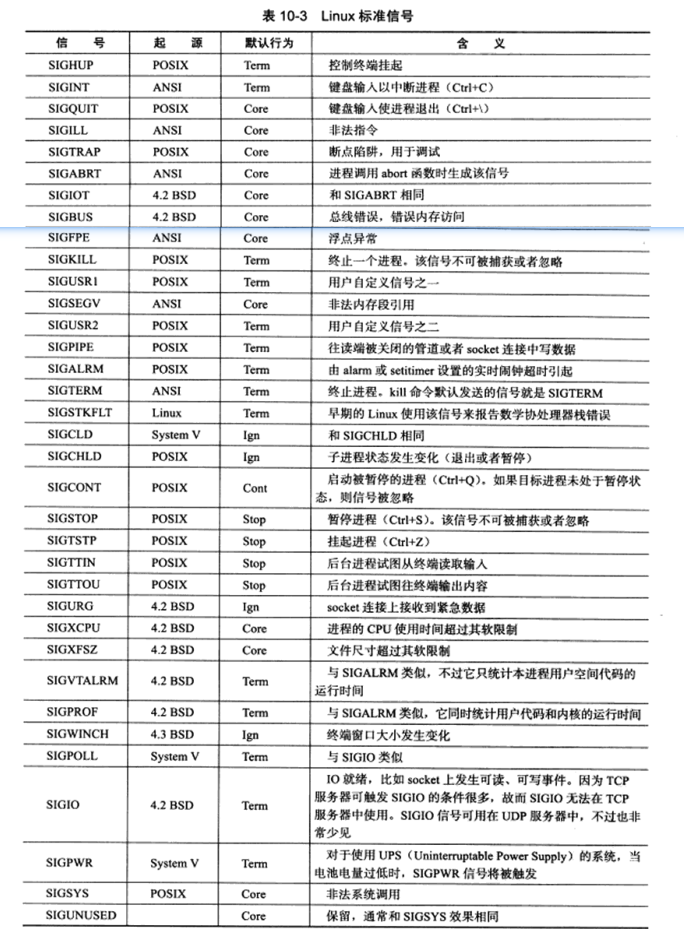 表 10-3 Linux 标准信号
信 号 起 源 默认行为 含 义
SIGHUP POSIX Term 控制终端挂起
SIGINT ANSI Term 键盘输入以中断进程（Ctrl+C）
SIGQUIT POSIX Core 键盘输入使进程退出（Ctrl+\）
SIGILL ANSI Core 非法指令
SIGTRAP POSIX Core 断点陷阱，用于调试
SIGABRT ANSI Core 进程调用 abort 函数时生成该信号
SIGIOT 4.2 BSD Core 和 SIGABRT 相同
SIGBUS 4.2 BSD Core 总线错误，错误内存访问
SIGFPE ANSI Core 浮点异常
SIGKILL POSIX Term 终止一个进程。该信号不可被捕获或者忽略
SIGUSR1 POSIX Term 用户自定义信号之一
SIGSEGV ANSI Core 非法内存段引用
SIGUSR2 POSIX Term 用户自定义信号之二
SIGPIPE POSIX Term 往读端被关闭的管道或者 socket 连接中写数据
SIGALRM POSIX Term 由 alarm 或 setitimer 设置的实时闹钟超时引起
SIGTERM ANSI Term 终止进程。kill 命令默认发送的信号就是 SIGTERM
SIGSTKFLT Linux Term 早期的 Linux 使用该信号来报告数学协处理器栈错误
SIGCLD System V Ign 和 SIGCHLD 相同
SIGCHLD POSIX Ign 子进程状态发生变化（退出或者暂停）
SIGCONT POSIX Cont 启动被暂停的进程（Ctrl+Q）。如果目标进程未处于暂停状
态，则信号被忽略
SIGSTOP POSIX Stop 暂停进程（Ctrl+S）。该信号不可被捕获或者忽略
SIGTSTP POSIX Stop 挂起进程（Ctrl+Z）
SIGTTIN POSIX Stop 后台进程试图从终端读取输入
SIGTTOU POSIX Stop 后台进程试图往终端输出内容
SIGURG 4.2 BSD Ign socket 连接上接收到紧急数据
SIGXCPU 4.2 BSD Core 进程的 CPU 使用时间超过其软限制
SIGXFSZ 4.2 BSD Core 文件尺寸超过其软限制
SIGVTALRM 4.2 BSD Term 与 SIGALRM 类似，不过它只统计本进程用户空间代码的
运行时间
SIGPROF 4.2 BSD Term 与 SIGALRM 类似，它同时统计用户代码和内核的运行时间
SIGWINCH 4.3 BSD Ign 终端窗口大小发生变化
SIGPOLL System V Term 与 SIGIO 类似
SIGIO 4.2 BSD Term IO 就绪，比如 socket 上发生可读、可写事件。因为 TCP
服务器可触发 SIGIO 的条件很多，故而 SIGIO 无法在 TCP
服务器中使用。SIGIO 信号可用在 UDP 服务器中，不过也非
常少见
SIGPWR System V Term 对于使用 UPS（Uninterruptable Power Supply）的系统，当
电池电量过低时，SIGPWR 信号将被触发
SIGSYS POSIX Core 非法系统调用
SIGUNUSED Core 保留，通常和 SIGSYS 效果相同